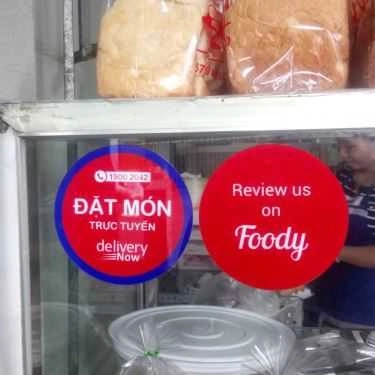 1900 2042
ĐẶT MÓN
TRỰC TUYẾN
delivery
Now
Review us
on
Foody